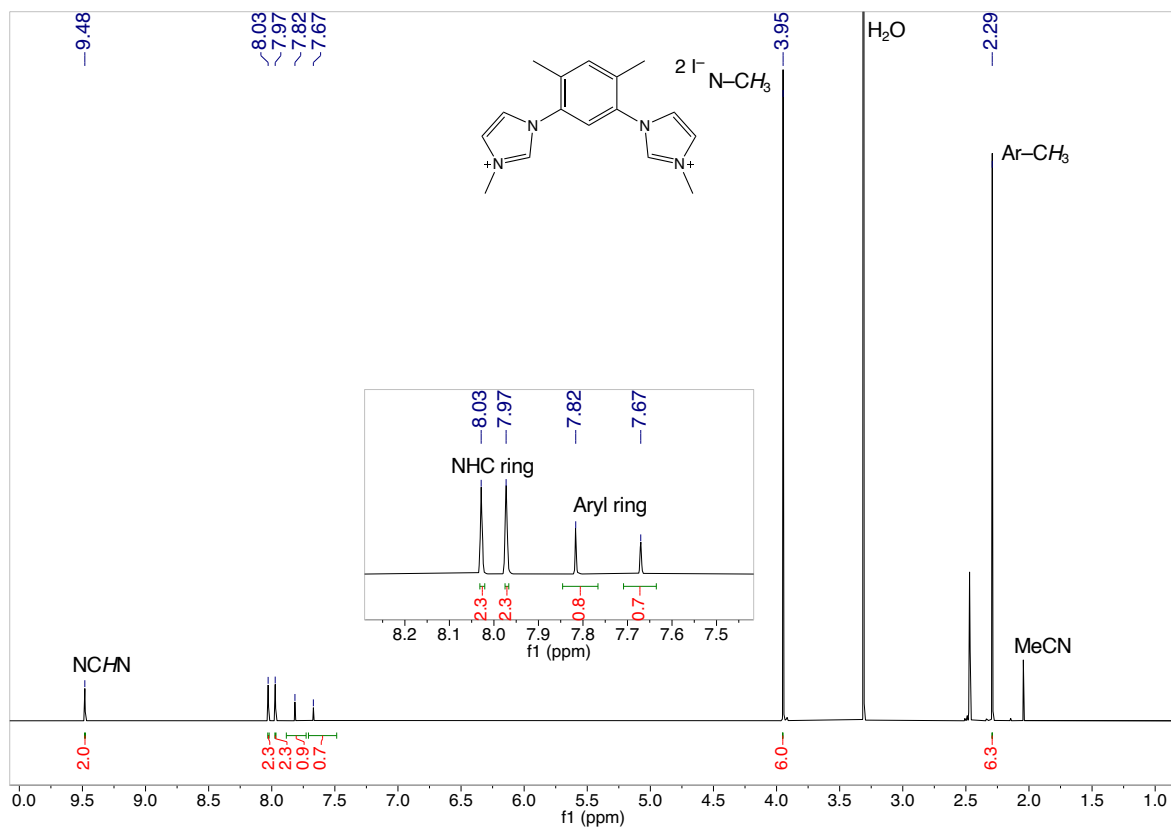 9.48
8.03
7.97
7.82
7.67
3.95
H₂O
2.29
2 I⁻
N–CH₃
N
N
N
+
N
+
Ar–CH₃
8.03
7.97
7.82
7.67
NHC ring
Aryl ring
2.3
2.3
0.8
0.7
8.2 8.1 8.0 7.9 7.8 7.7 7.6 7.5
f1 (ppm)
NCHN
MeCN
2.0
2.3
2.3
0.9
0.7
6.0
6.3
0.0 9.5 9.0 8.5 8.0 7.5 7.0 6.5 6.0 5.5 5.0 4.5 4.0 3.5 3.0 2.5 2.0 1.5 1.0
f1 (ppm)